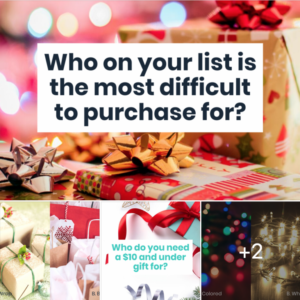 Who on your list is
the most difficult
to purchase for?
Who do you need
a $10 and under
gift for?
+2